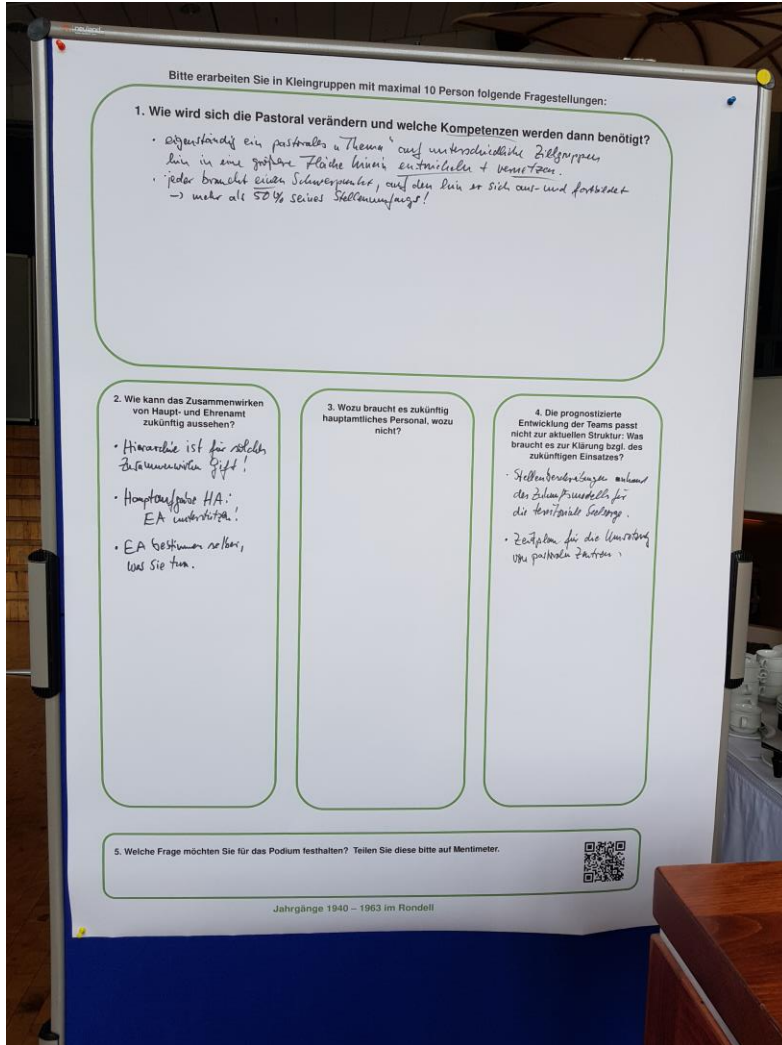 neuland
Bitte erarbeiten Sie in Kleingruppen mit maximal 10 Person folgende Fragestellungen:
1. Wie wird sich die Pastoral verändern und welche Kompetenzen werden dann benötigt?
• eigenständig ein pastorales „Thema" auf unterschiedliche Zielgruppen
hin in eine größere Fläche hinein entwickeln + vernetzen.
• jeder braucht einen Schwerpunkt, auf den hin er sich aus- und fortbildet
→ mehr als 50% seines Stellenumfangs!
2. Wie kann das Zusammenwirken
von Haupt- und Ehrenamt
zukünftig aussehen?
• Hierarchie ist für solches
Zusammenwirken Gift!
• Hauptaufgabe HA:
EA unterstützen!
• EA bestimmen selber,
was Sie tun.
3. Wozu braucht es zukünftig
hauptamtliches Personal, wozu
nicht?
4. Die prognostizierte
Entwicklung der Teams passt
nicht zur aktuellen Struktur: Was
braucht es zur Klärung bzgl. des
zukünftigen Einsatzes?
• Stellenbeschreibungen anhand
des Zukunftsmodells für
die territoriale Seelsorge.
• Zeitplan für die Umsetzung
von pastoralen Zentren.
5. Welche Frage möchten Sie für das Podium festhalten? Teilen Sie diese bitte auf Mentimeter.
Jahrgänge 1940 – 1963 im Rondell